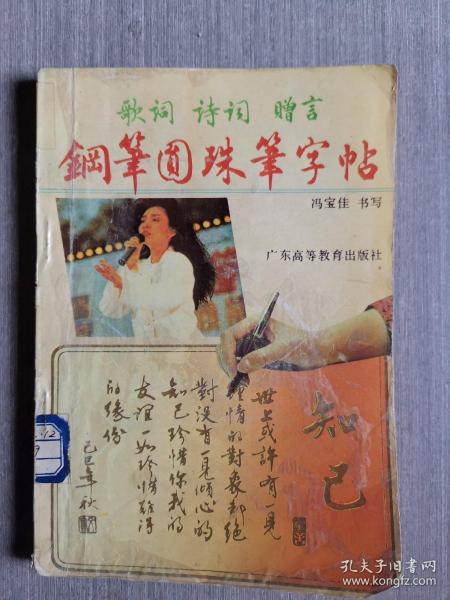 歌词 诗词 赠言
鋼筆圓珠筆字帖
冯宝佳 书写
广东高等教育出版社
知己
世上或許有一見
鍾情的對象却絶
對沒有一見傾心的
知己珍惜你我的
友誼一如珍惜難得
的緣份
己巳年秋
孔夫子旧书网
www.kongfz.com